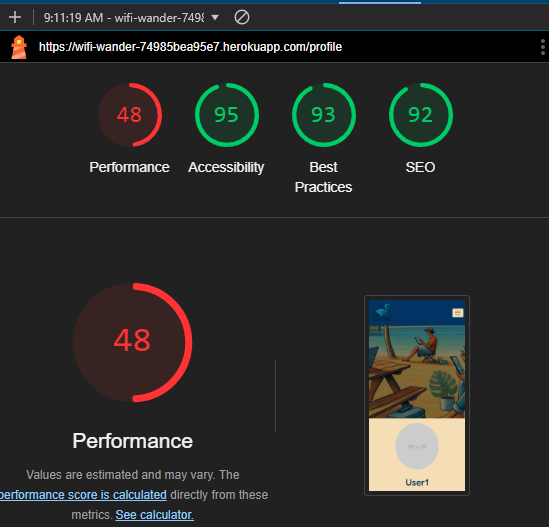 9:11:19 AM - wifi-wander-7498
https://wifi-wander-74985bea95e7.herokuapp.com/profile
48 95 93 92
Performance Accessibility Best Practices SEO
48
Performance
Values are estimated and may vary. The
performance score is calculated directly from these
metrics. See calculator.
User1